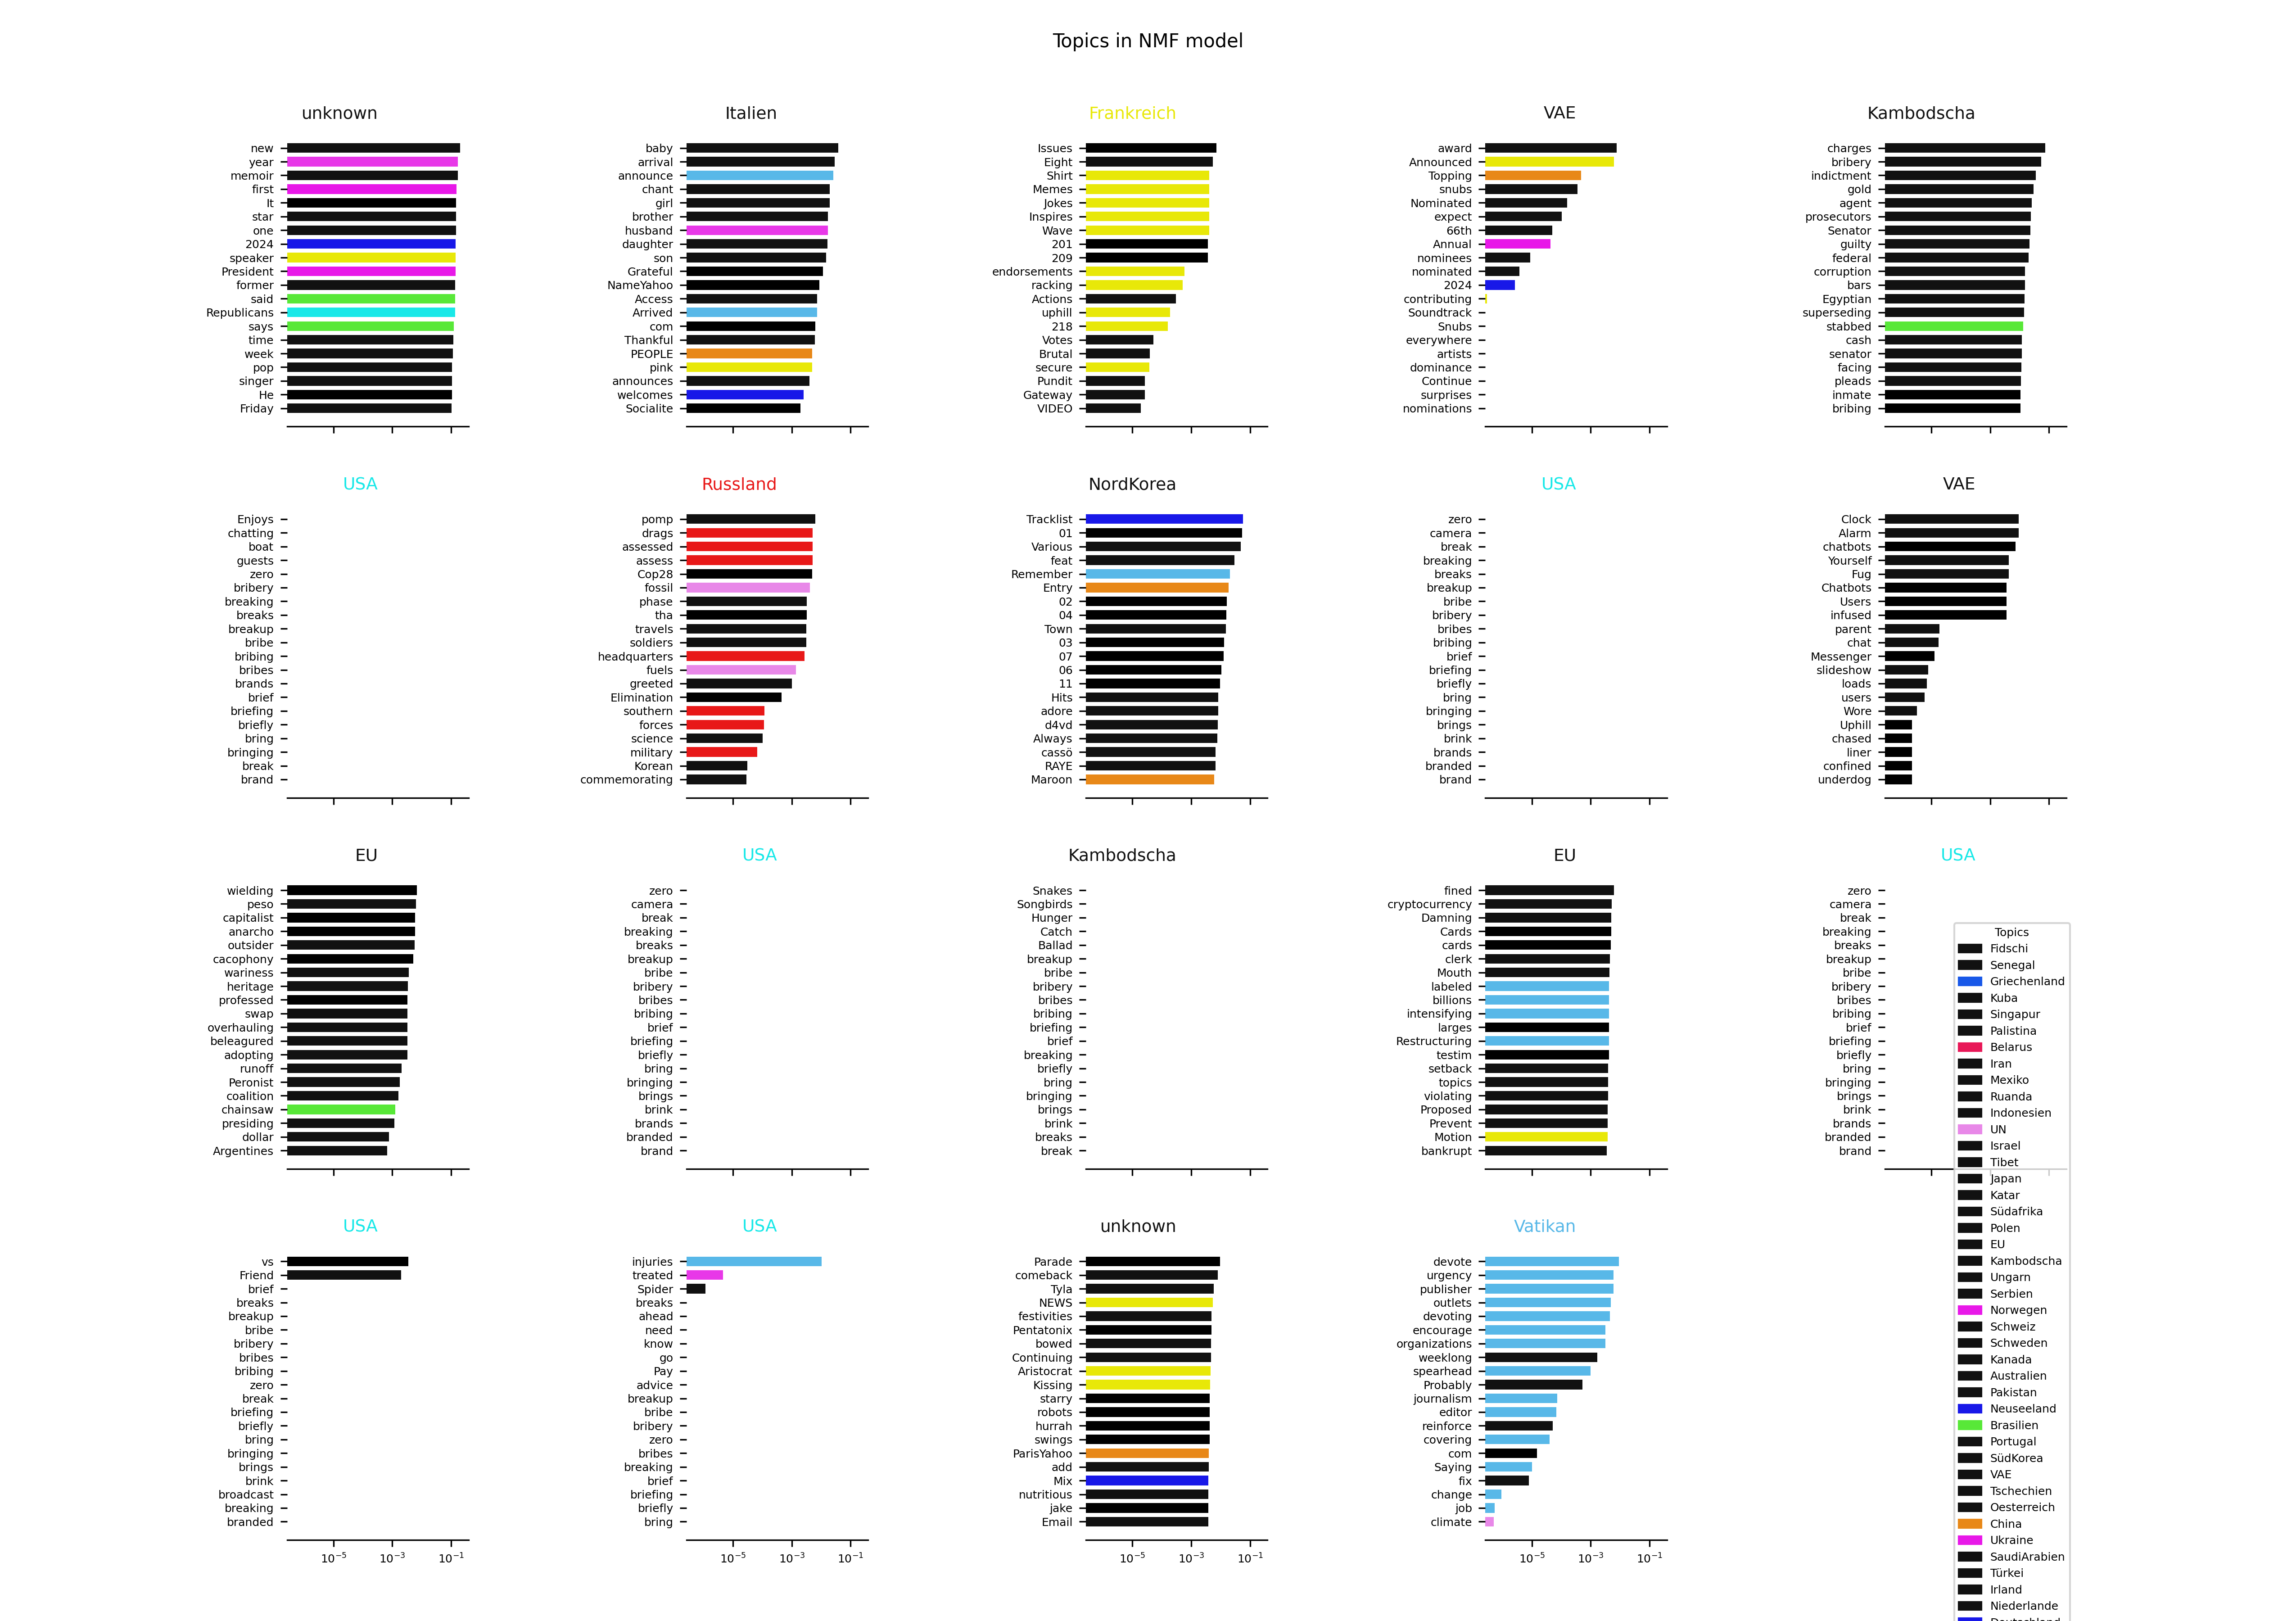 Topics in NMF model
unknown
new
year
memoir
first
It
star
one
2024
speaker
President
former
said
Republicans
says
time
week
pop
singer
He
Friday
Italien
baby
arrival
announce
chant
girl
brother
husband
daughter
son
Grateful
NameYahoo
Access
Arrived
com
Thankful
PEOPLE
pink
announces
welcomes
Socialite
Frankreich
Issues
Eight
Shirt
Memes
Jokes
Inspires
Wave
201
209
endorsements
racking
Actions
uphill
218
Votes
Brutal
secure
Pundit
Gateway
VIDEO
VAE
award
Announced
Topping
snubs
Nominated
expect
66th
Annual
nominees
nominated
2024
contributing
Soundtrack
Snubs
everywhere
artists
dominance
Continue
surprises
nominations
Kambodscha
charges
bribery
indictment
gold
agent
prosecutors
Senator
guilty
federal
corruption
bars
Egyptian
superseding
stabbed
cash
senator
facing
pleads
inmate
bribing
USA
Enjoys
chatting
boat
guests
zero
bribery
breaking
breaks
breakup
bribe
bribing
bribes
brands
brief
briefing
briefly
bring
bringing
break
brand
Russland
pomp
drags
assessed
assess
Cop28
fossil
phase
tha
travels
soldiers
headquarters
fuels
greeted
Elimination
southern
forces
science
military
Korean
commemorating
NordKorea
Tracklist
01
Various
feat
Remember
Entry
02
04
Town
03
07
06
11
Hits
adore
d4vd
Always
cassö
RAYE
Maroon
USA
zero
camera
break
breaking
breaks
breakup
bribe
bribery
bribes
bribing
brief
briefing
briefly
bring
bringing
brings
brink
brands
branded
brand
VAE
Clock
Alarm
chatbots
Yourself
Fug
Chatbots
Users
infused
parent
chat
Messenger
slideshow
loads
users
Wore
Uphill
chased
liner
confined
underdog
EU
wielding
peso
capitalist
anarcho
outsider
cacophony
wariness
heritage
professed
swap
overhauling
beleagured
adopting
runoff
Peronist
coalition
chainsaw
presiding
dollar
Argentines
USA
zero
camera
break
breaking
breaks
breakup
bribe
bribery
bribes
bribing
brief
briefing
briefly
bring
bringing
brings
brink
brands
branded
brand
Kambodscha
Snakes
Songbirds
Hunger
Catch
Ballad
breakup
bribe
bribery
bribes
bribing
briefing
brief
breaking
briefly
bring
bringing
brings
brink
breaks
break
EU
fined
cryptocurrency
Damning
Cards
cards
clerk
Mouth
labeled
billions
intensifying
larges
Restructuring
testim
setback
topics
violating
Proposed
Prevent
Motion
bankrupt
USA
zero
camera
break
breaking
breaks
breakup
bribe
bribery
bribes
bribing
brief
briefing
briefly
bring
bringing
brings
brink
brands
branded
brand
USA
vs
Friend
brief
breaks
breakup
bribe
bribery
bribes
bribing
zero
break
briefing
briefly
bring
bringing
brings
brink
broadcast
breaking
branded
10⁻⁵ 10⁻³ 10⁻¹
USA
injuries
treated
Spider
breaks
ahead
need
know
go
Pay
advice
breakup
bribe
bribery
zero
bribes
breaking
brief
briefing
briefly
bring
10⁻⁵ 10⁻³ 10⁻¹
unknown
Parade
comeback
Tyla
NEWS
festivities
Pentatonix
bowed
Continuing
Aristocrat
Kissing
starry
robots
hurrah
swings
ParisYahoo
add
Mix
nutritious
jake
Email
10⁻⁵ 10⁻³ 10⁻¹
Vatikan
devote
urgency
publisher
outlets
devoting
encourage
organizations
weeklong
spearhead
Probably
journalism
editor
reinforce
covering
com
Saying
fix
change
job
climate
10⁻⁵ 10⁻³ 10⁻¹
Topics
Fidschi
Senegal
Griechenland
Kuba
Singapur
Palistina
Belarus
Iran
Mexiko
Ruanda
Indonesien
UN
Israel
Tibet
Japan
Katar
Südafrika
Polen
EU
Kambodscha
Ungarn
Serbien
Norwegen
Schweiz
Schweden
Kanada
Australien
Pakistan
Neuseeland
Brasilien
Portugal
SüdKorea
VAE
Tschechien
Oesterreich
China
Ukraine
SaudiArabien
Türkei
Irland
Niederlande